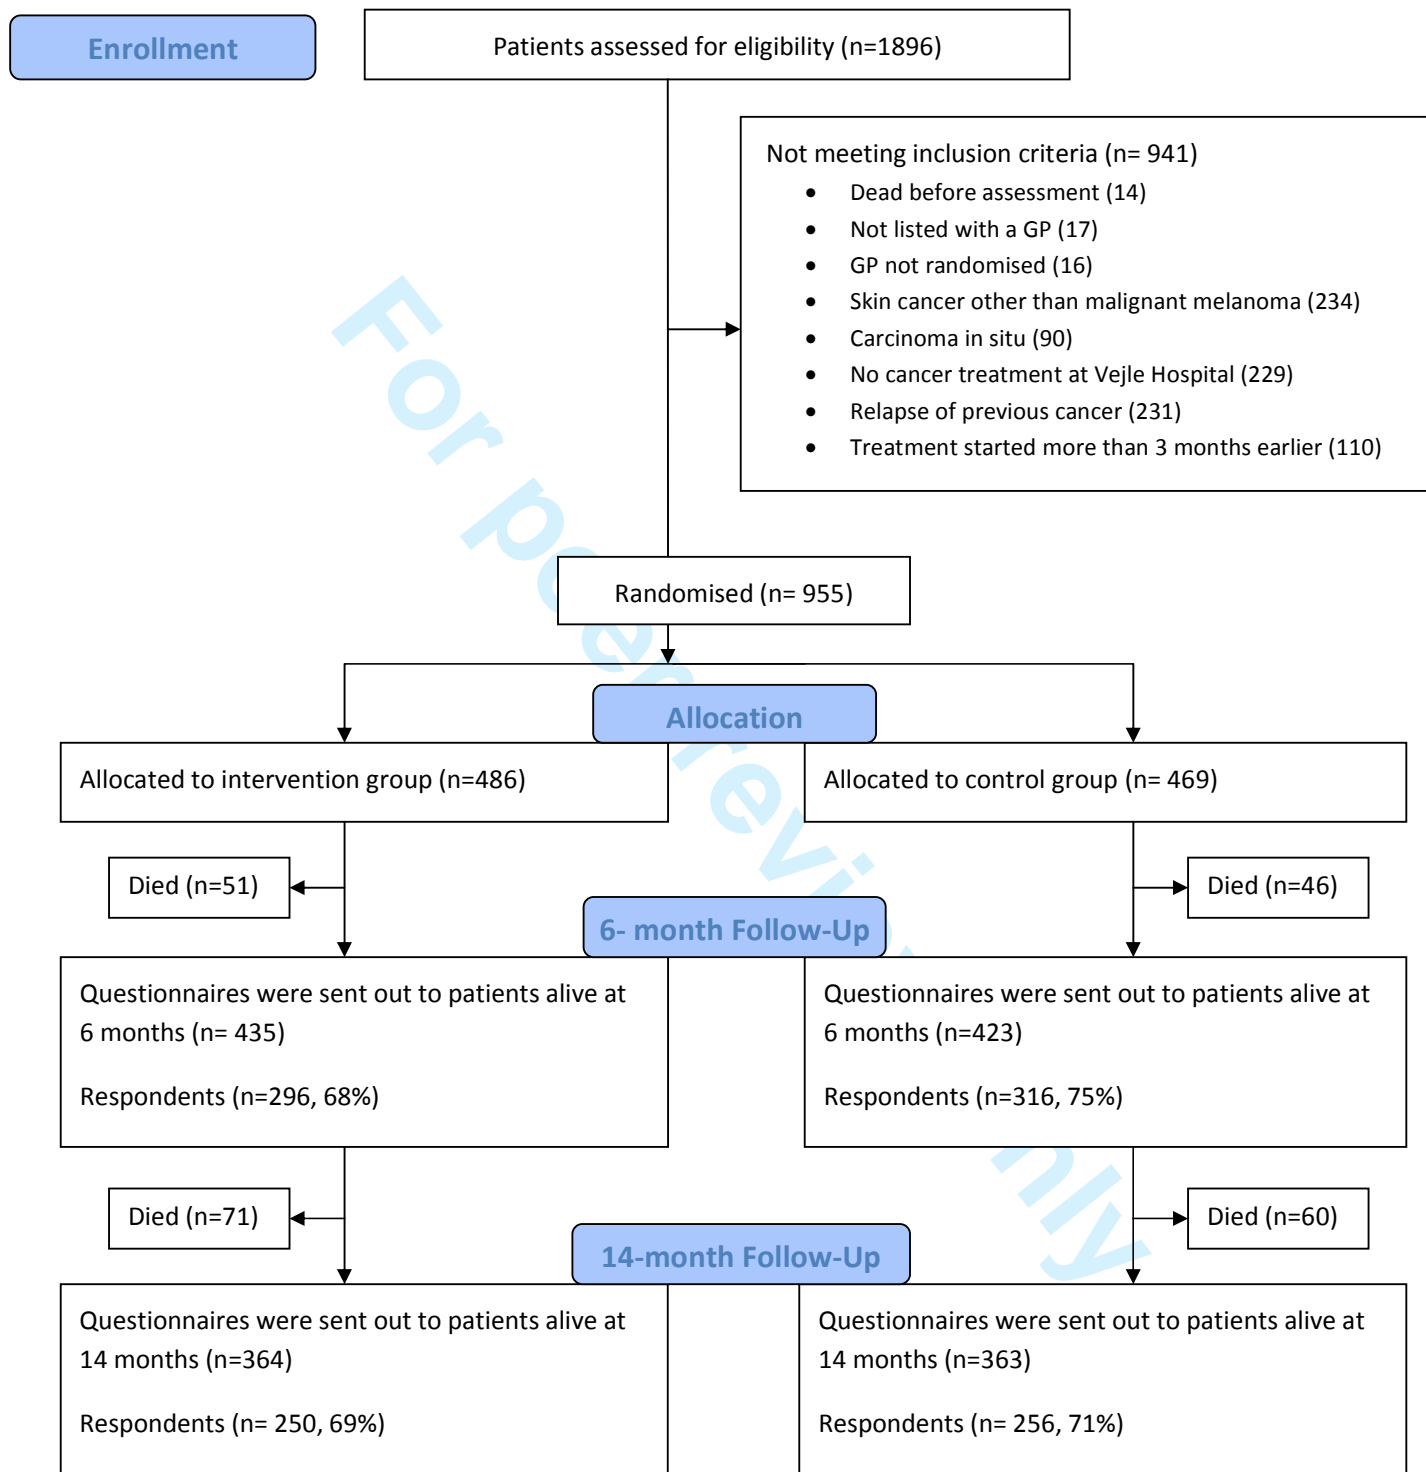 Enrollment
Patients assessed for eligibility (n=1896)
Not meeting inclusion criteria (n= 941)
• Dead before assessment (14)
• Not listed with a GP (17)
• GP not randomised (16)
• Skin cancer other than malignant melanoma (234)
• Carcinoma in situ (90)
• No cancer treatment at Vejle Hospital (229)
• Relapse of previous cancer (231)
• Treatment started more than 3 months earlier (110)
Randomised (n= 955)
Allocation
Allocated to intervention group (n=486)
Allocated to control group (n= 469)
Died (n=51)
Died (n=46)
6- month Follow-Up
Questionnaires were sent out to patients alive at
6 months (n= 435)
Respondents (n=296, 68%)
Questionnaires were sent out to patients alive at
6 months (n=423)
Respondents (n=316, 75%)
Died (n=71)
Died (n=60)
14-month Follow-Up
Questionnaires were sent out to patients alive at
14 months (n=364)
Respondents (n= 250, 69%)
Questionnaires were sent out to patients alive at
14 months (n=363)
Respondents (n= 256, 71%)
For peer review only